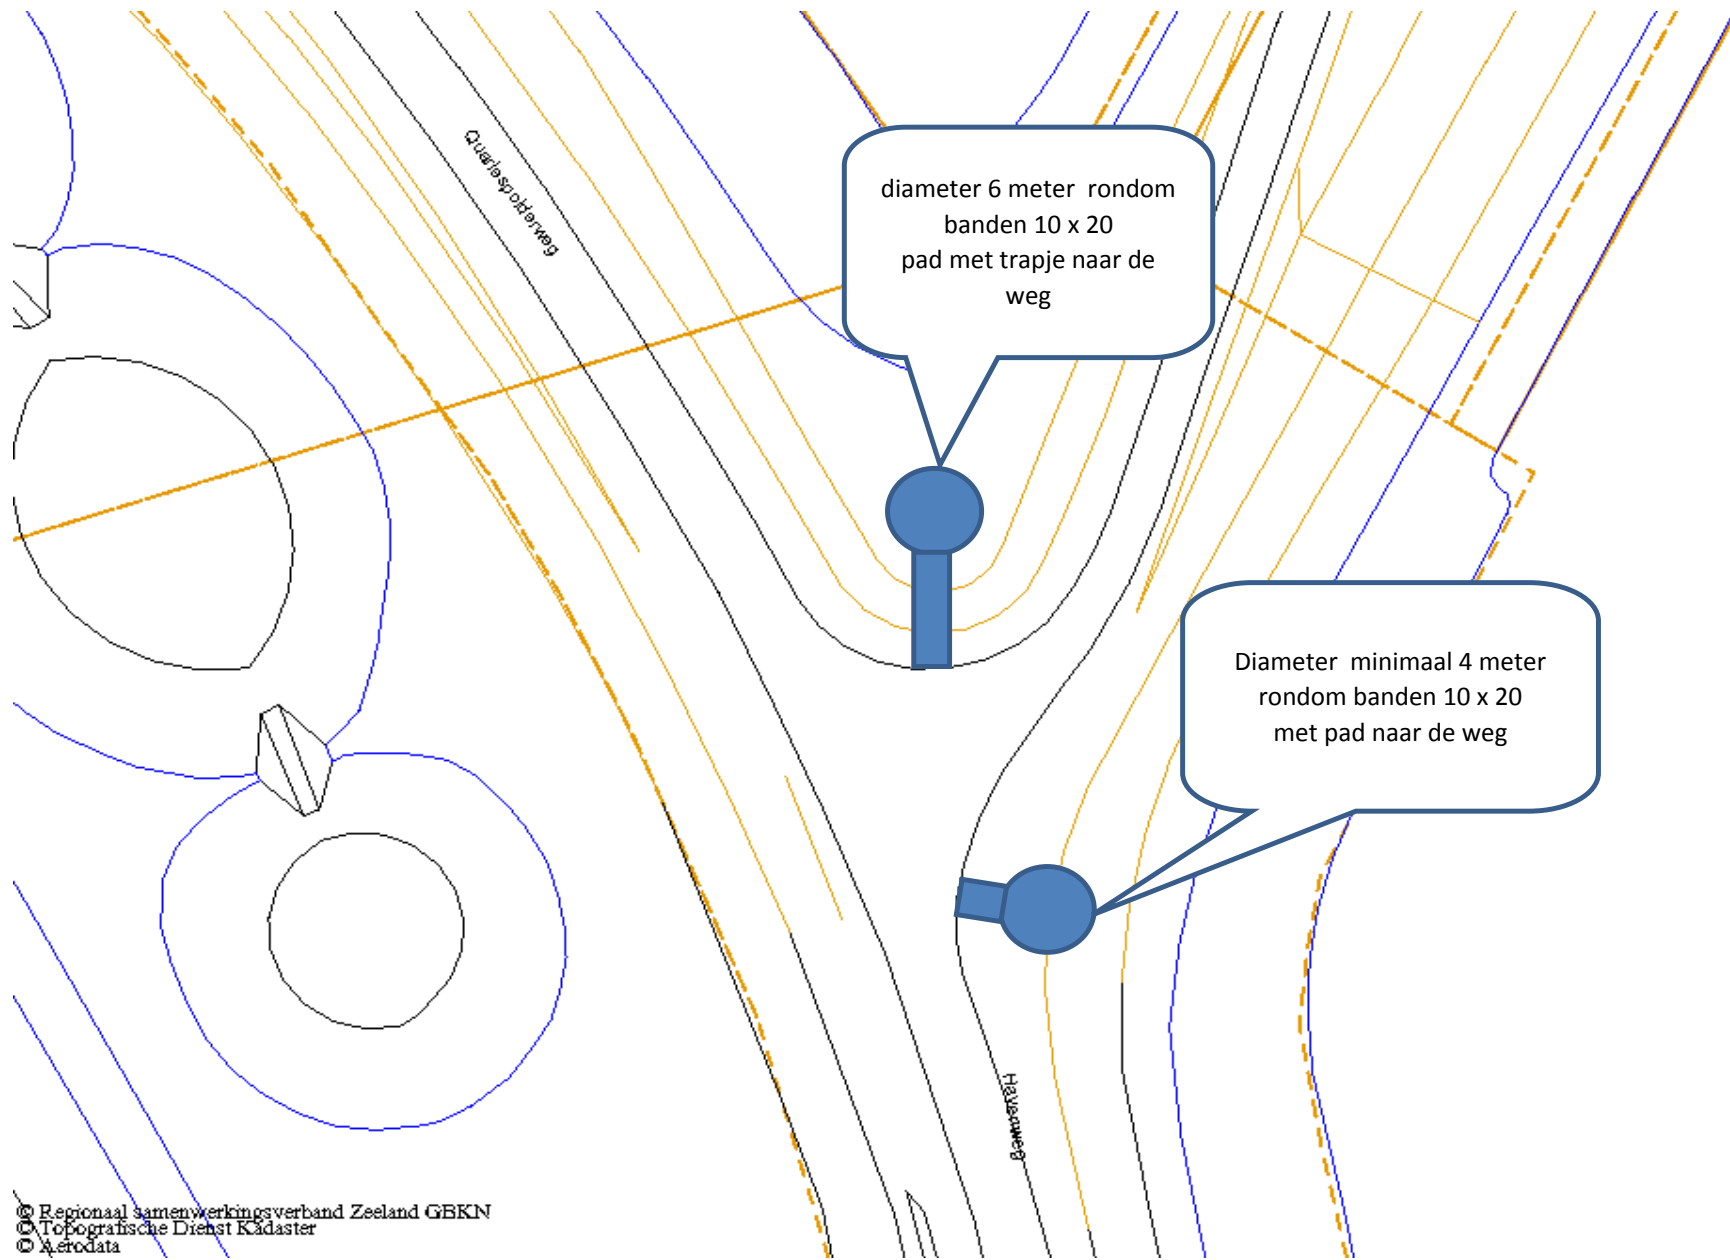 Quarlespolderweg
diameter 6 meter rondom
banden 10 x 20
pad met trapje naar de
weg
Diameter minimaal 4 meter
rondom banden 10 x 20
met pad naar de weg
Havenweg
© Regionaal samenwerkingsverband Zeeland GBKN
© Topografische Dienst Kadaster
© Aerodata